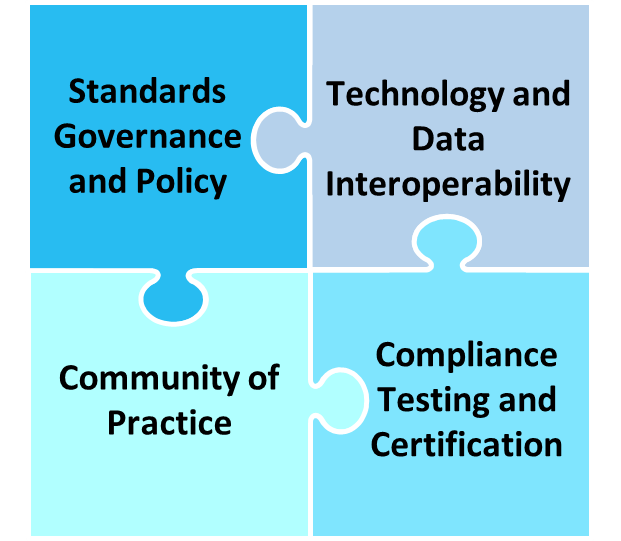 Standards
Governance
and Policy
Technology and
Data
Interoperability
Community of
Practice
Compliance
Testing and
Certification